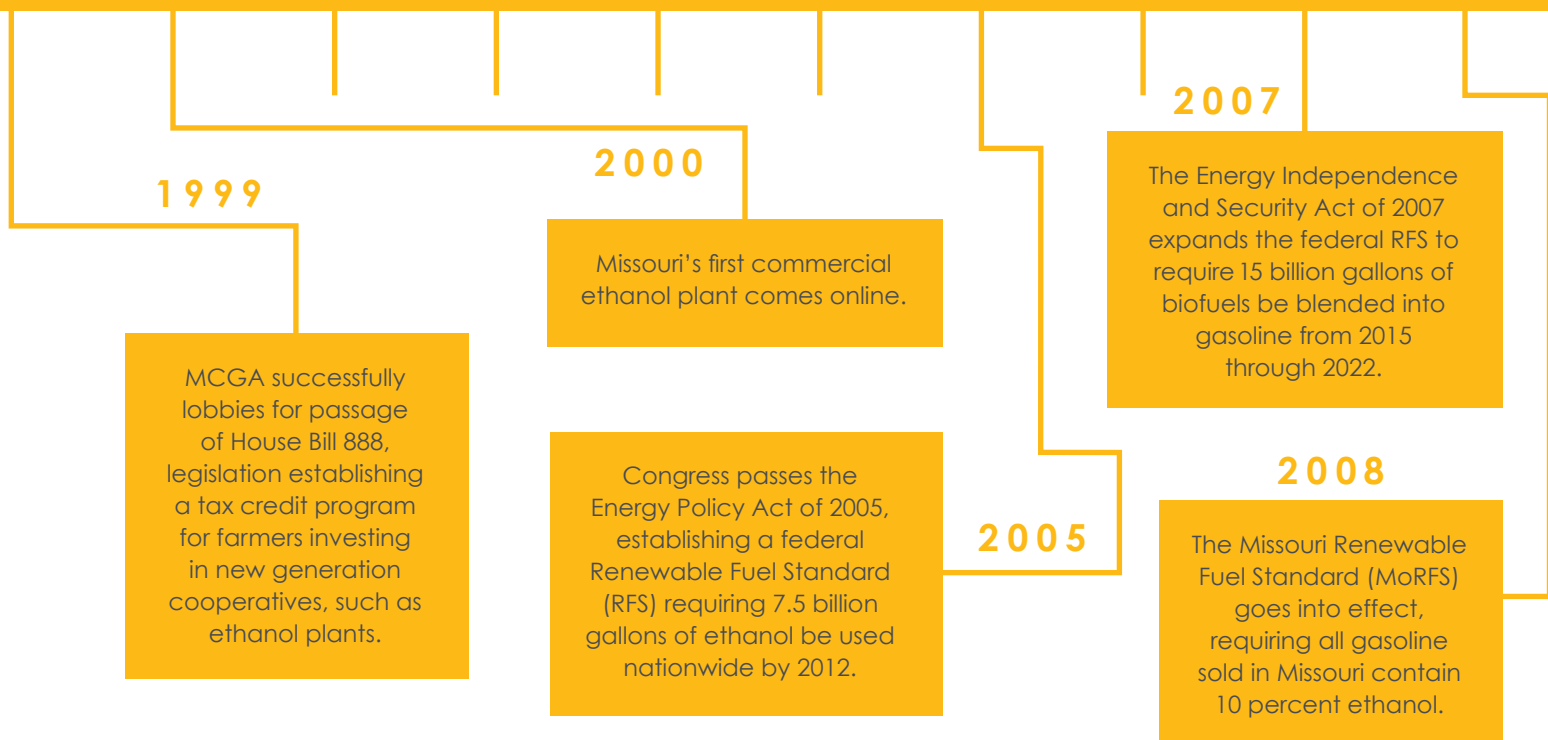 1999
MCGA successfully
lobbies for passage
of House Bill 888,
legislation establishing
a tax credit program
for farmers investing
in new generation
cooperatives, such as
ethanol plants.
2000
Missouri’s first commercial
ethanol plant comes online.
2005
Congress passes the
Energy Policy Act of 2005,
establishing a federal
Renewable Fuel Standard
(RFS) requiring 7.5 billion
gallons of ethanol be used
nationwide by 2012.
2007
The Energy Independence
and Security Act of 2007
expands the federal RFS to
require 15 billion gallons of
biofuels be blended into
gasoline from 2015
through 2022.
2008
The Missouri Renewable
Fuel Standard (MoRFS)
goes into effect,
requiring all gasoline
sold in Missouri contain
10 percent ethanol.